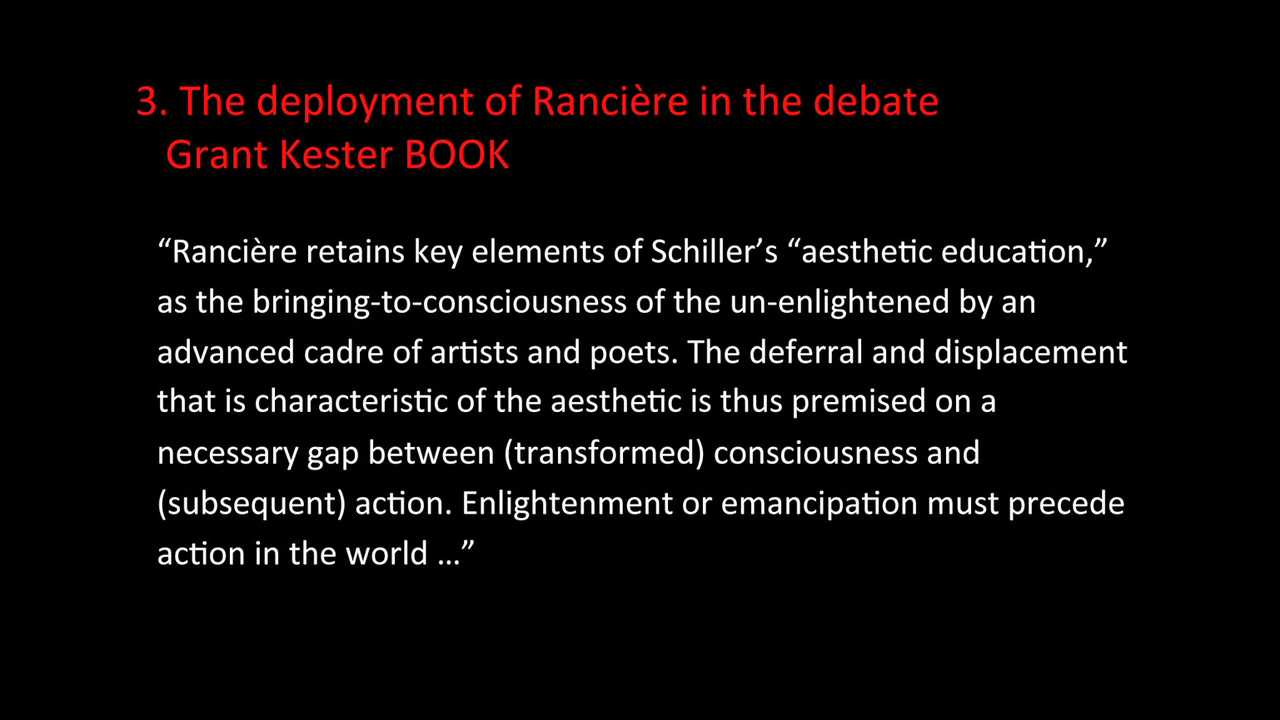 3. The deployment of Rancière in the debate
Grant Kester BOOK
“Rancière retains key elements of Schiller’s “aesthetic education,”
as the bringing-to-consciousness of the un-enlightened by an
advanced cadre of artists and poets. The deferral and displacement
that is characteristic of the aesthetic is thus premised on a
necessary gap between (transformed) consciousness and
(subsequent) action. Enlightenment or emancipation must precede
action in the world …”